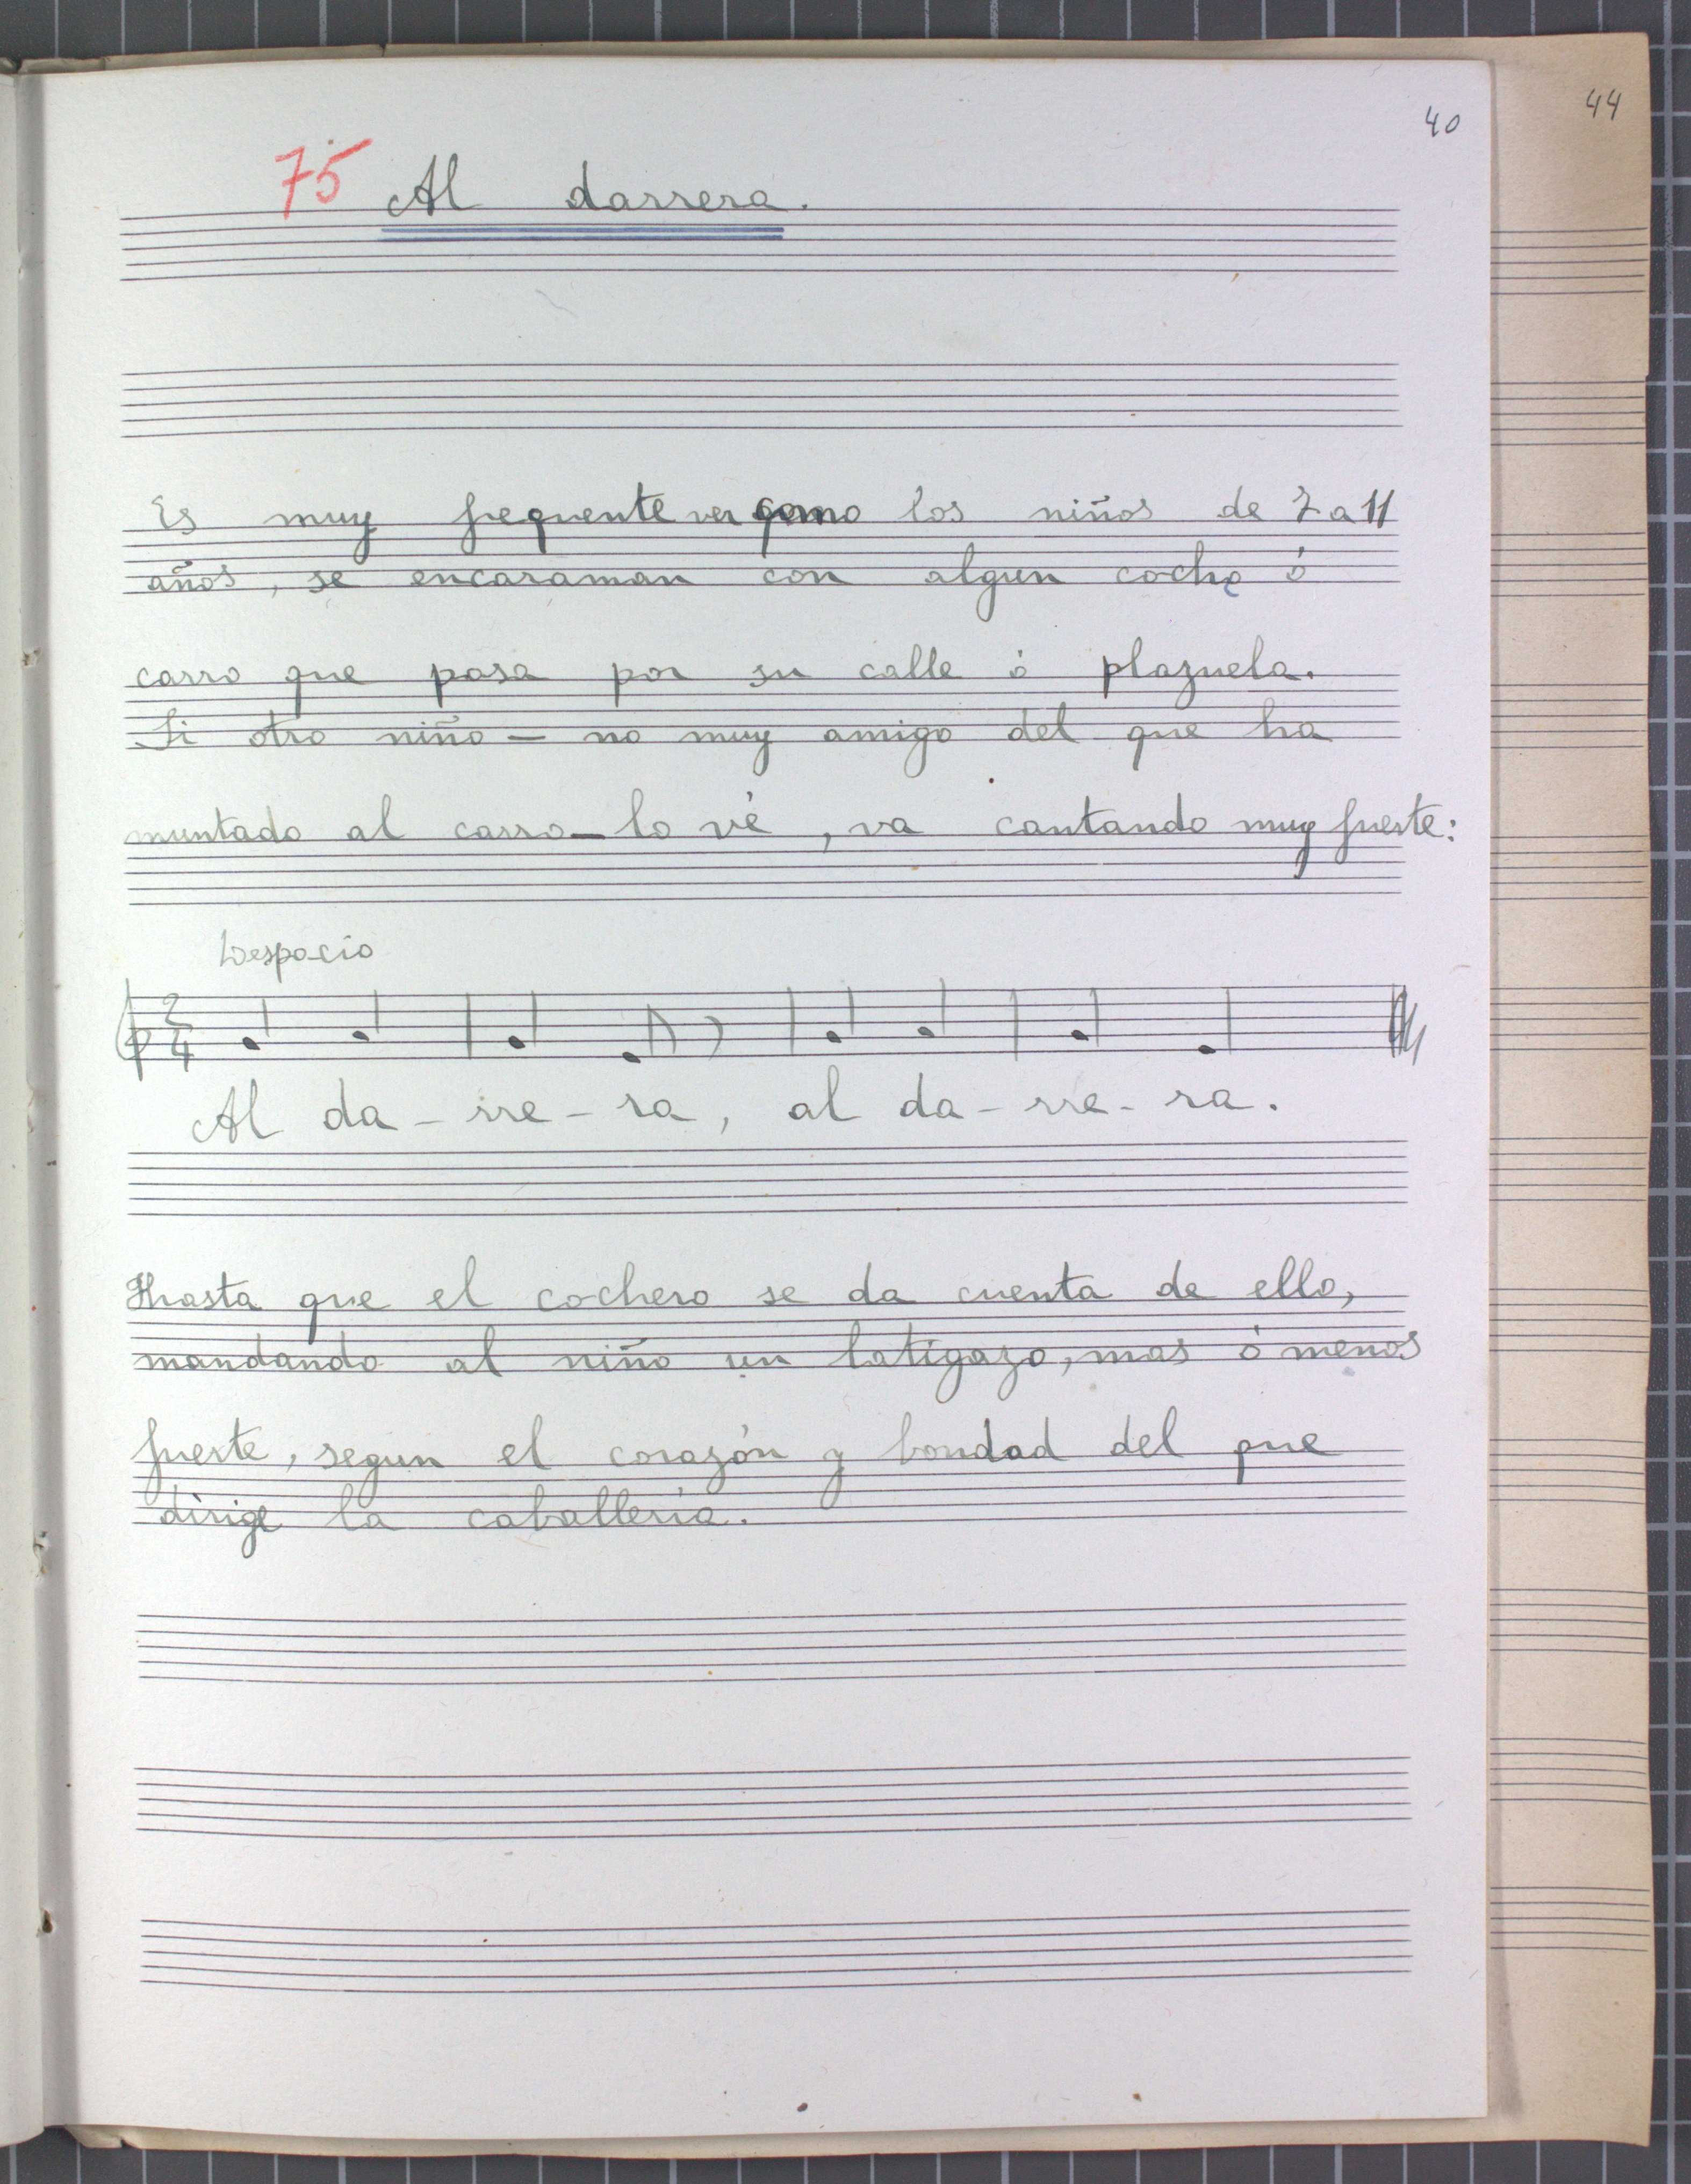 44
40
75 Al darrera.
Es muy frequente ver como los niños de 7 a 11
años, se encaraman con algun coche ó
carro que pasa por su calle ó plazuela.
Si otro niño — no muy amigo del que ha
muntado al carro — lo vé, va cantando muy fuerte:
Despacio
2
4
Al da - rre - ra, al da - rre - ra.
Hasta que el cochero se da cuenta de ello,
mandando al niño un latigazo, mas ó menos
fuerte, segun el corazón y bondad del que
dirige la caballería.